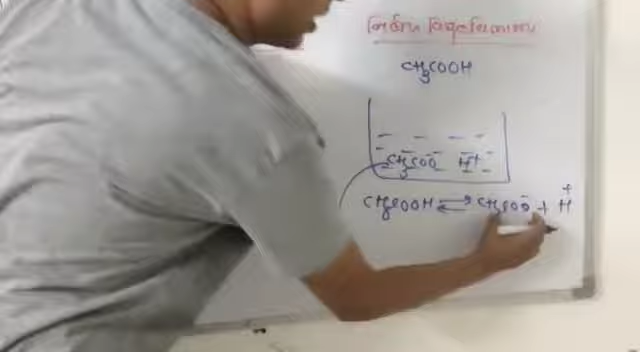 CH₃COOH
CH₃COO⁻ H⁺
CH₃COOH ⇌ CH₃COO⁻ + H⁺